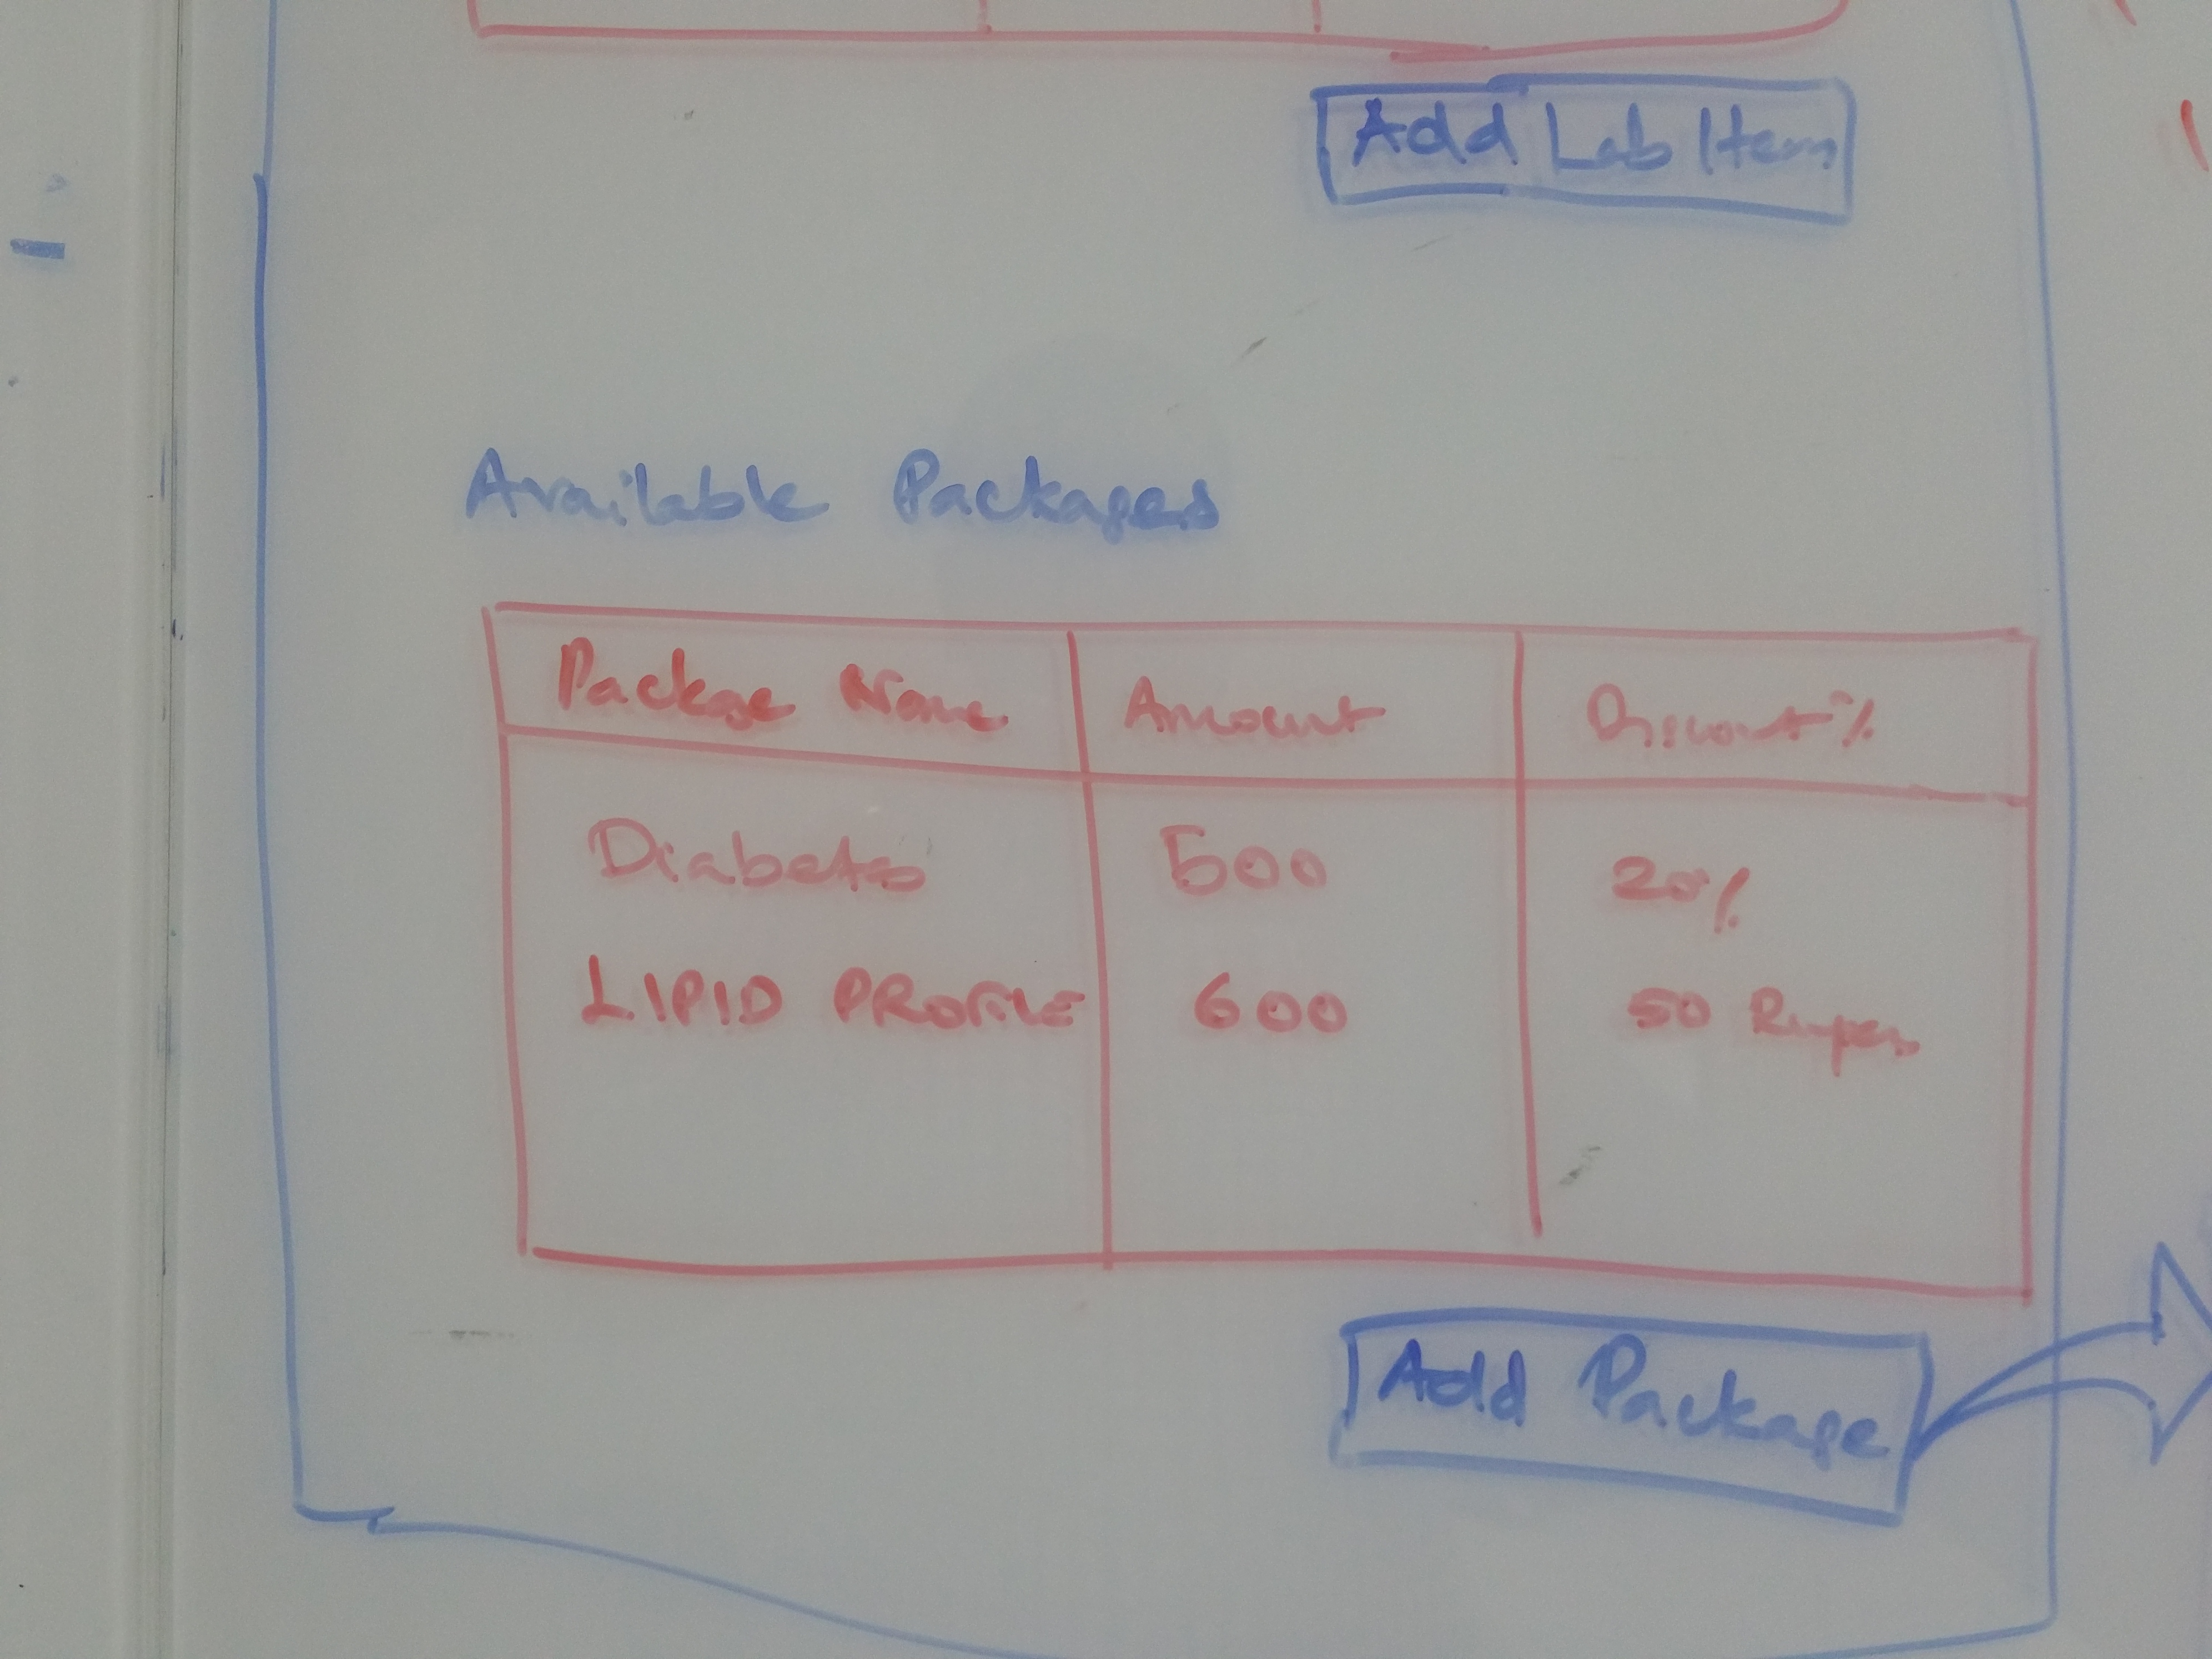 Add Lab Item
Available Packages
Package Name Amount Discount %
Diabetes 500 20%
LIPID PROFILE 600 50 Rupees
Add Package